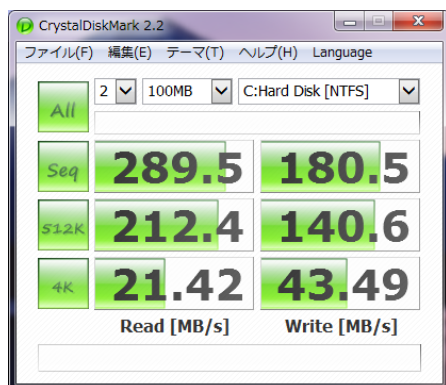 CrystalDiskMark 2.2
ファイル(F) 編集(E) テーマ(T) ヘルプ(H) Language
All 2 100MB C:Hard Disk [NTFS]
Seq 289.5 180.5
512K 212.4 140.6
4K 21.42 43.49
Read [MB/s] Write [MB/s]